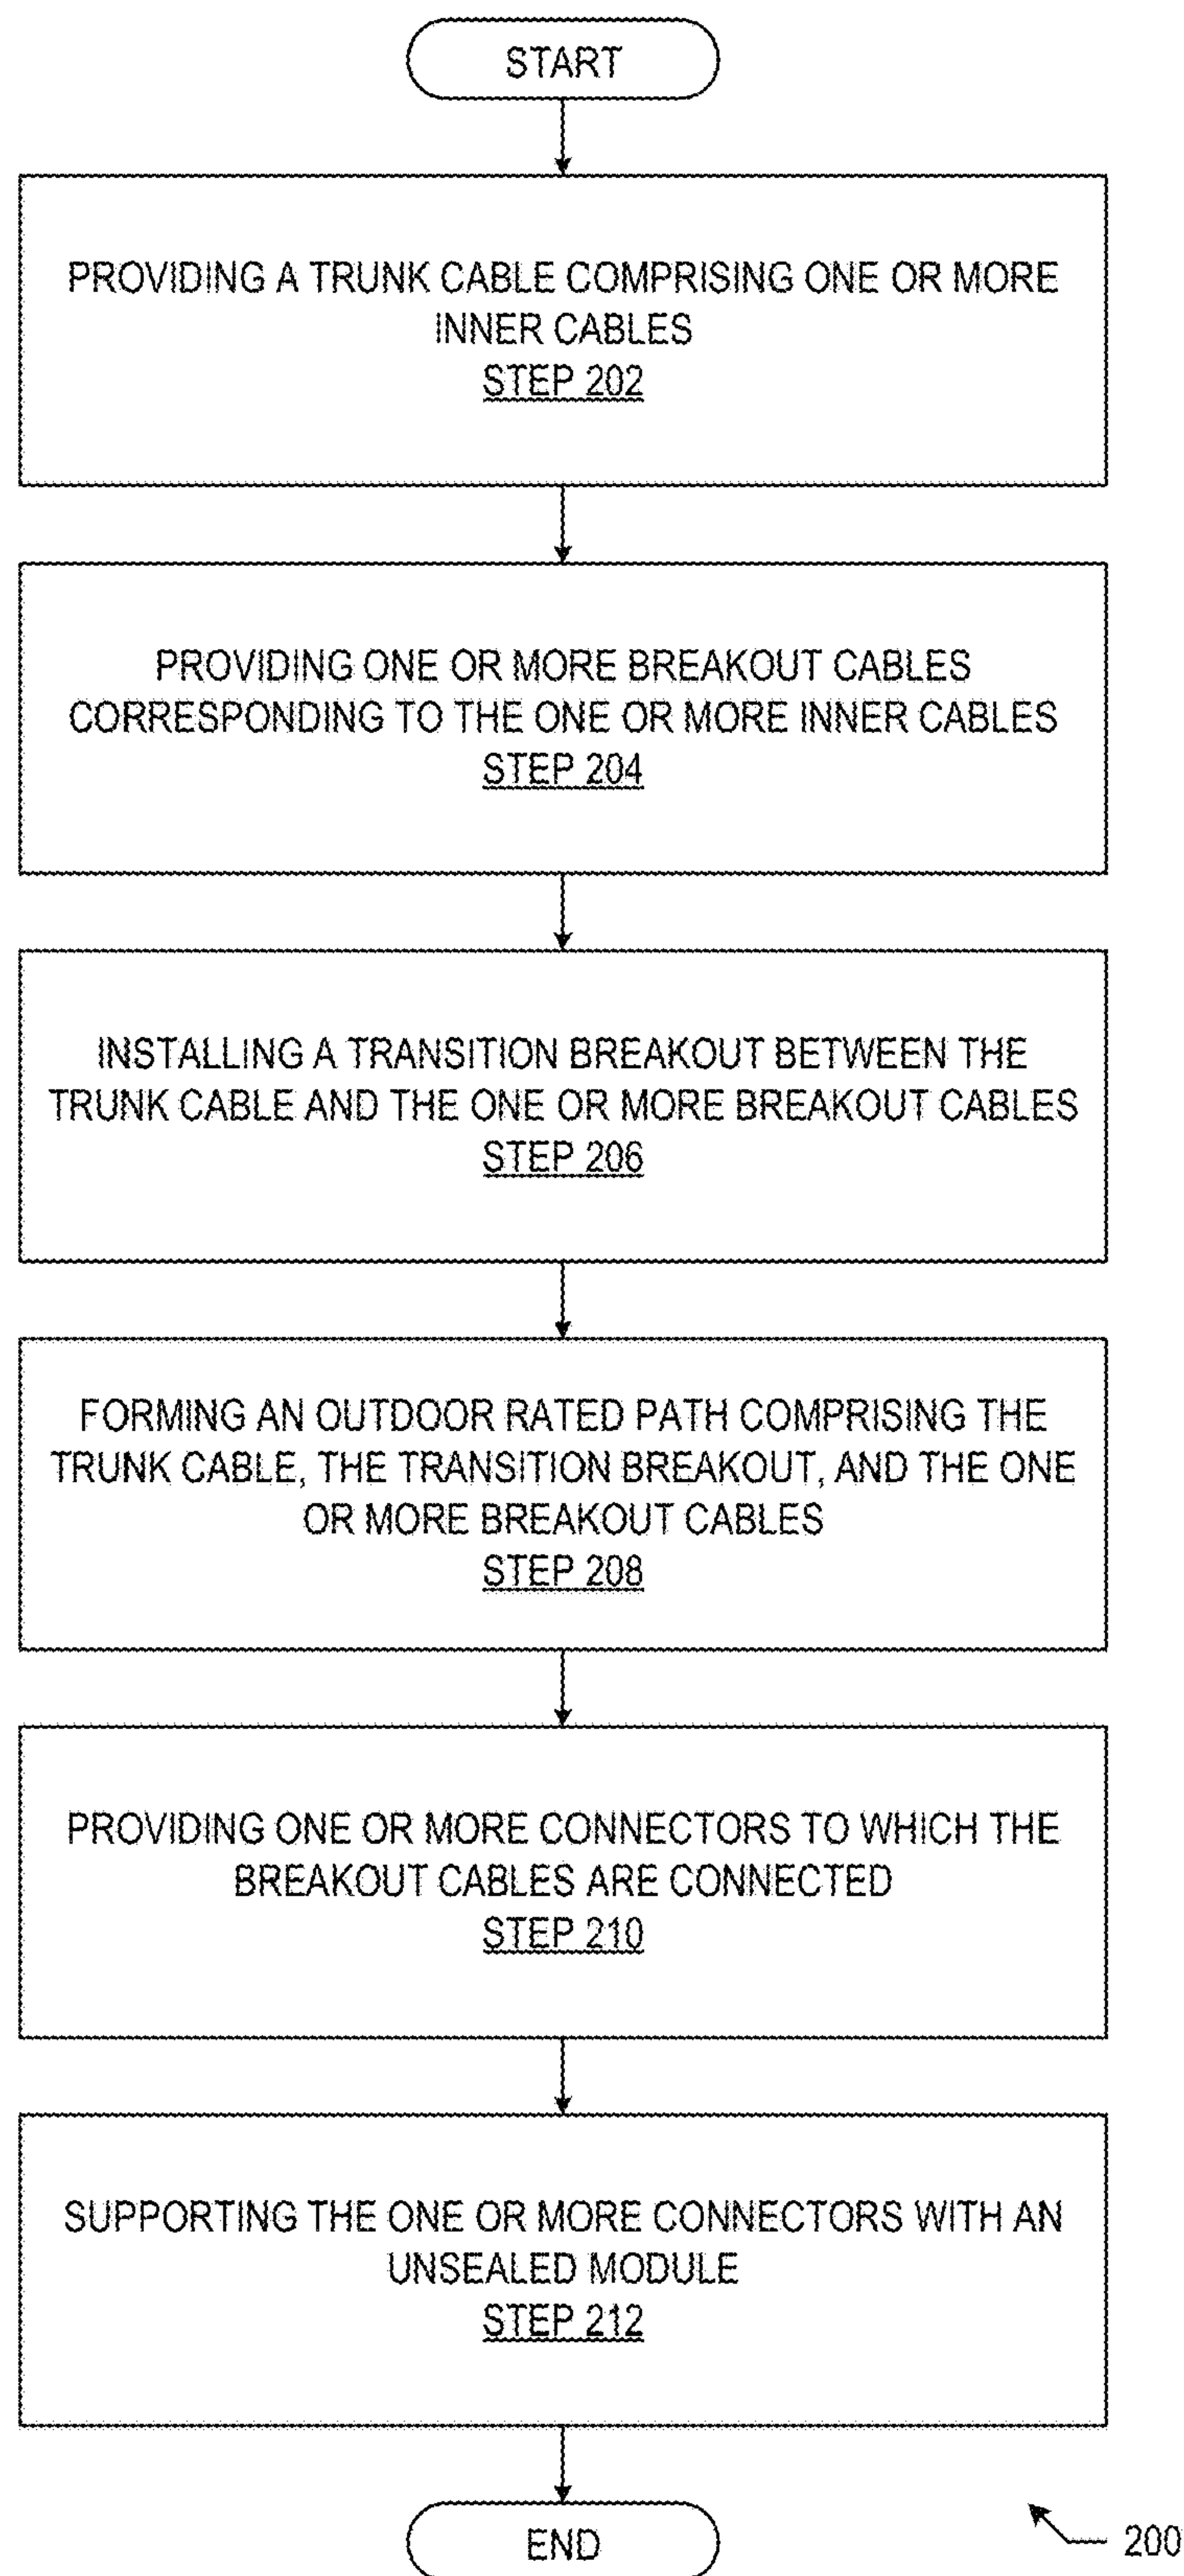 START
PROVIDING A TRUNK CABLE COMPRISING ONE OR MORE
INNER CABLES
STEP 202
PROVIDING ONE OR MORE BREAKOUT CABLES
CORRESPONDING TO THE ONE OR MORE INNER CABLES
STEP 204
INSTALLING A TRANSITION BREAKOUT BETWEEN THE
TRUNK CABLE AND THE ONE OR MORE BREAKOUT CABLES
STEP 206
FORMING AN OUTDOOR RATED PATH COMPRISING THE
TRUNK CABLE, THE TRANSITION BREAKOUT, AND THE ONE
OR MORE BREAKOUT CABLES
STEP 208
PROVIDING ONE OR MORE CONNECTORS TO WHICH THE
BREAKOUT CABLES ARE CONNECTED
STEP 210
SUPPORTING THE ONE OR MORE CONNECTORS WITH AN
UNSEALED MODULE
STEP 212
END
200